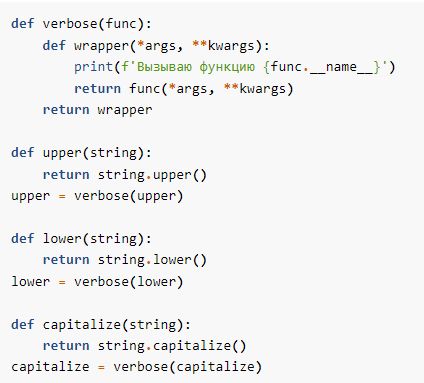 def verbose(func):
    def wrapper(*args, **kwargs):
        print(f'Вызываю функцию {func.__name__}')
        return func(*args, **kwargs)
    return wrapper

def upper(string):
    return string.upper()
upper = verbose(upper)

def lower(string):
    return string.lower()
lower = verbose(lower)

def capitalize(string):
    return string.capitalize()
capitalize = verbose(capitalize)